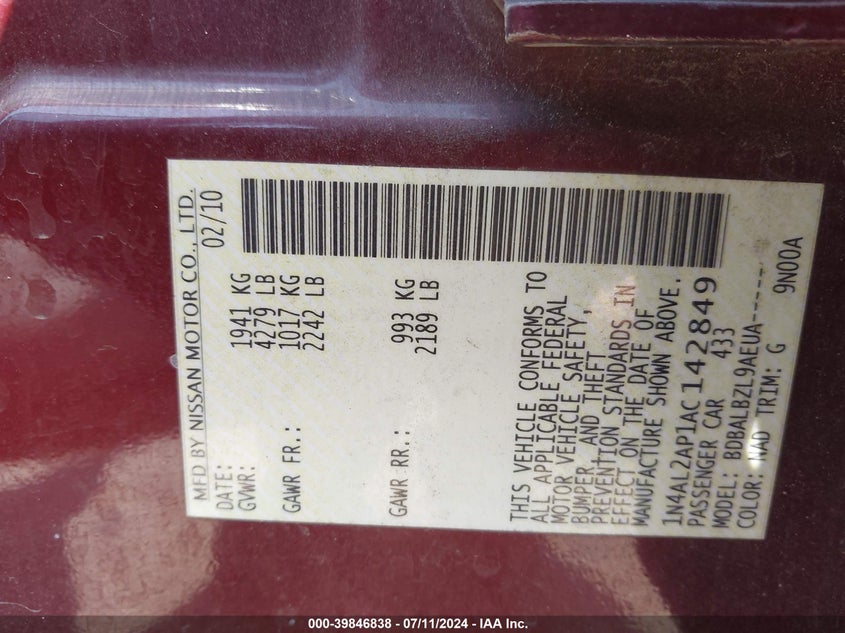 MFD BY NISSAN MOTOR CO., LTD.
DATE: 02/10
GVWR: 1941 KG
4279 LB
GAWR FR.: 1017 KG
2242 LB
GAWR RR.: 993 KG
2189 LB
THIS VEHICLE CONFORMS TO
ALL APPLICABLE FEDERAL
MOTOR VEHICLE SAFETY,
BUMPER, AND THEFT
PREVENTION STANDARDS IN
EFFECT ON THE DATE OF
MANUFACTURE SHOWN ABOVE.
1N4AL2AP1AC142849
PASSENGER CAR 433
MODEL: BDBALBZL9AEUA------
COLOR: NAD TRIM: G 9N00A
000-39846838 - 07/11/2024 - IAA Inc.